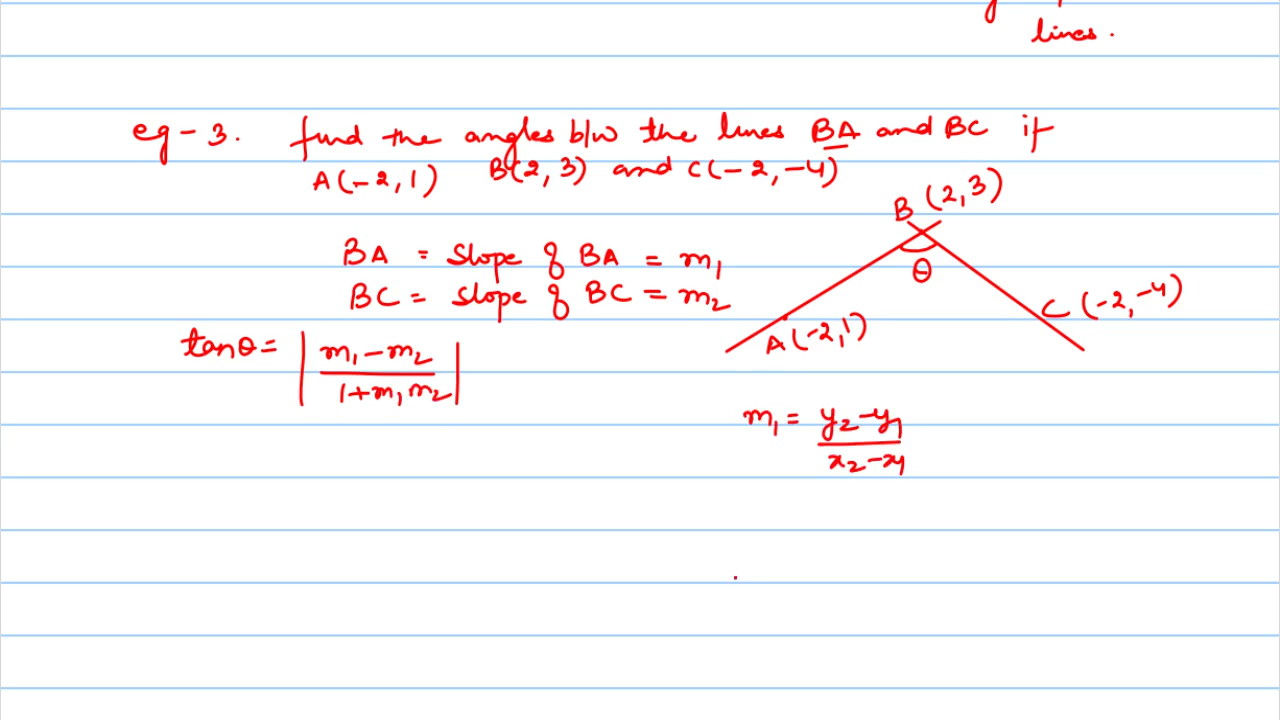 lines.
eg-3. find the angles b/w the lines BA and BC if
A(-2,1) B(2,3) and C(-2,-4)
B (2,3)
BA = slope of BA = m₁
BC = slope of BC = m₂
θ
C (-2,-4)
A(-2,1)
tanθ = | m₁-m₂ / 1+m₁m₂ |
m₁ = y₂-y₁ / x₂-x₁